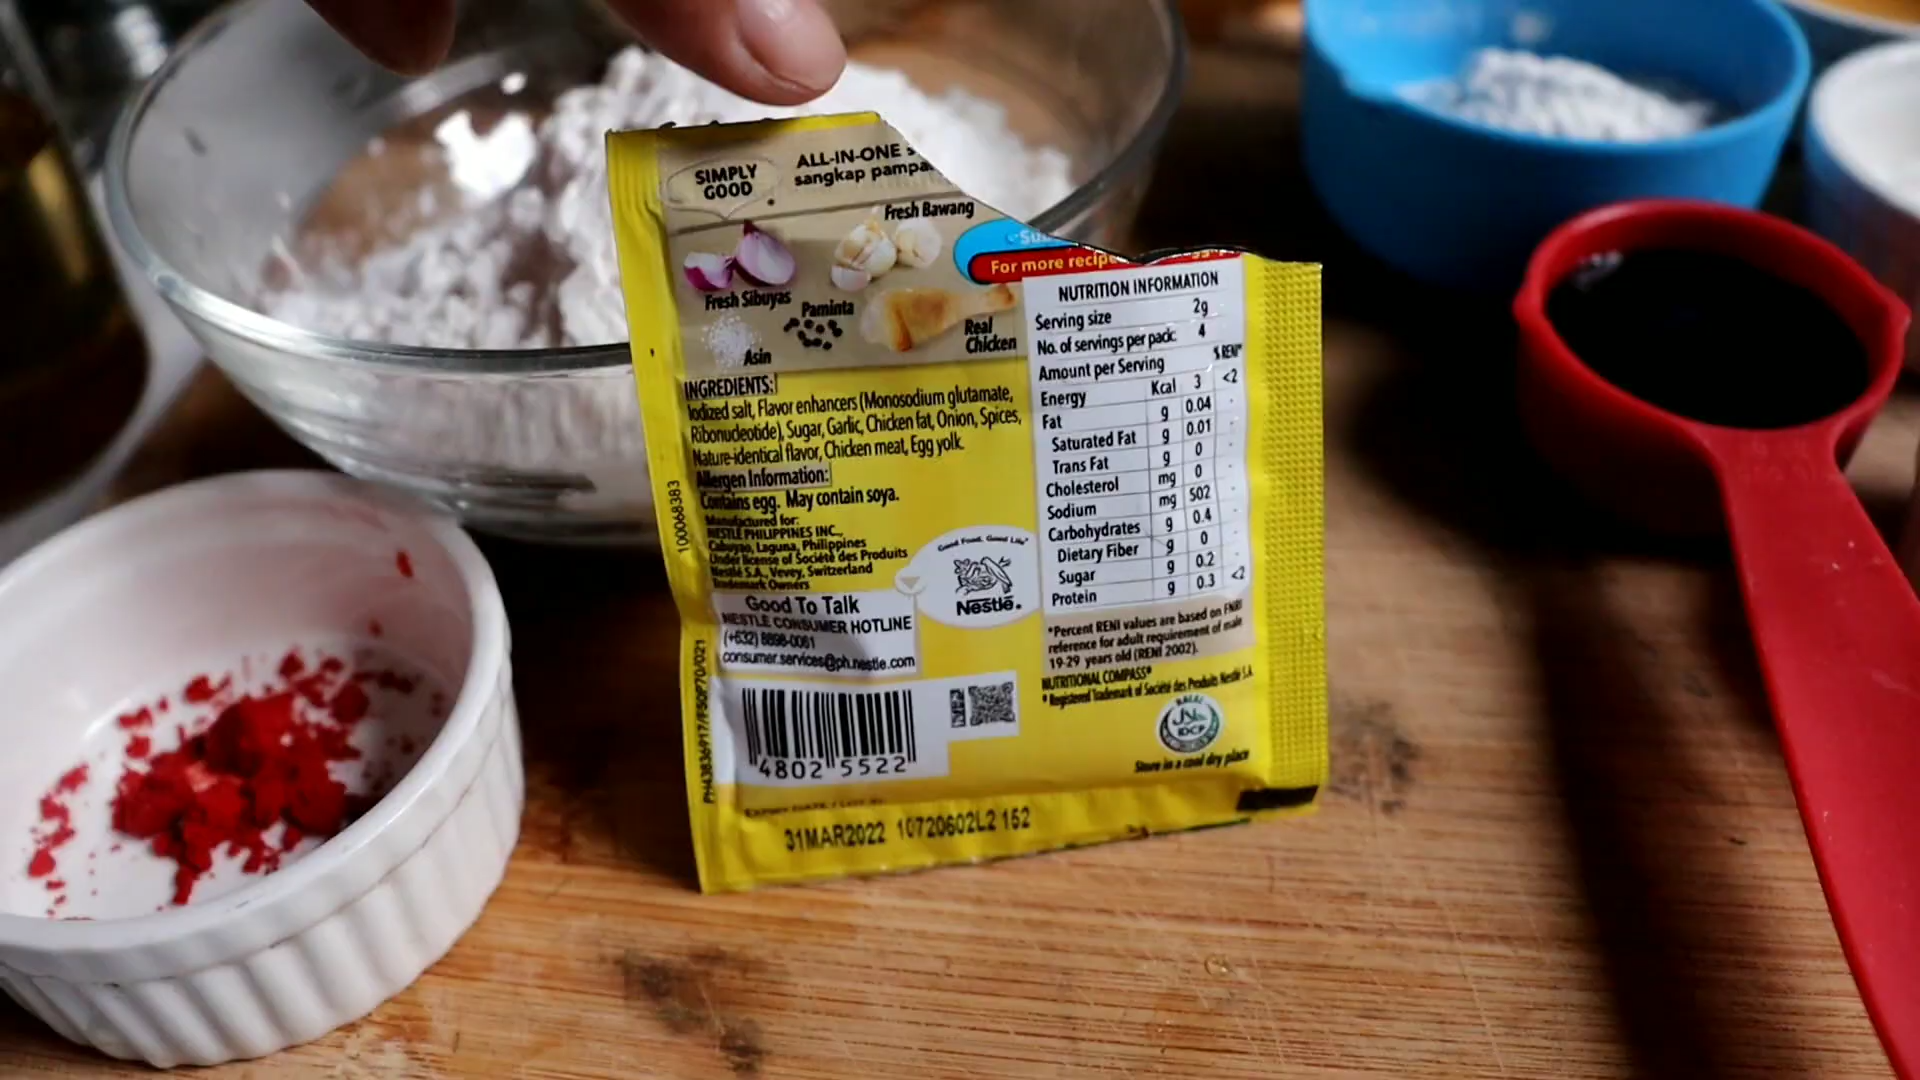 SIMPLY
GOOD
ALL-IN-ONE
sangkap
Fresh Bawang
Fresh Sibuyas
Paminta
Asin
Real
Chicken
For more
INGREDIENTS:
Iodized salt, Flavor enhancers (Monosodium glutamate,
Ribonucleotide), Sugar, Garlic, Chicken fat, Onion, Spices,
Nature-identical flavor, Chicken meat, Egg yolk.
Allergen Information:
Contains egg. May contain soya.
Manufactured for:
NESTLÉ PHILIPPINES INC.,
Cabuyao, Laguna, Philippines
Under license of Société des Produits
Nestlé S.A., Vevey, Switzerland
Trademark Owners
Good To Talk
NESTLÉ CONSUMER HOTLINE
(+632) 8898-0061
consumer.services@ph.nestle.com
Good Food, Good Life
Nestlé.
4802 5522
100068383
NUTRITION INFORMATION
Serving size 2g
No. of servings per pack: 4
Amount per Serving % RENI*
Energy Kcal 3 <2
Fat g 0.04 -
Saturated Fat g 0.01 -
Trans Fat g 0 -
Cholesterol mg 0 -
Sodium mg 502 -
Carbohydrates g 0.4 -
Dietary Fiber g 0 -
Sugar g 0.2 -
Protein g 0.3 <2
*Percent RENI values are based on FNRI
reference for adult requirement of male
19-29 years old (RENI 2002).
NUTRITIONAL COMPASS®
® Registered Trademark of Société des Produits Nestlé S.A.
HALAL
IDCP
Store in a cool dry place
31MAR2022 10720602L2 152